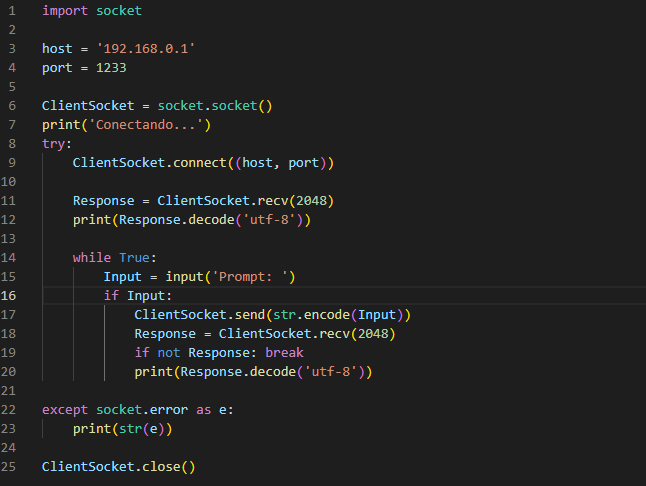 1 import socket
2
3 host = '192.168.0.1'
4 port = 1233
5
6 ClientSocket = socket.socket()
7 print('Conectando...')
8 try:
9     ClientSocket.connect((host, port))
10
11     Response = ClientSocket.recv(2048)
12     print(Response.decode('utf-8'))
13
14     while True:
15         Input = input('Prompt: ')
16         if Input:
17             ClientSocket.send(str.encode(Input))
18             Response = ClientSocket.recv(2048)
19             if not Response: break
20             print(Response.decode('utf-8'))
21
22 except socket.error as e:
23     print(str(e))
24
25 ClientSocket.close()